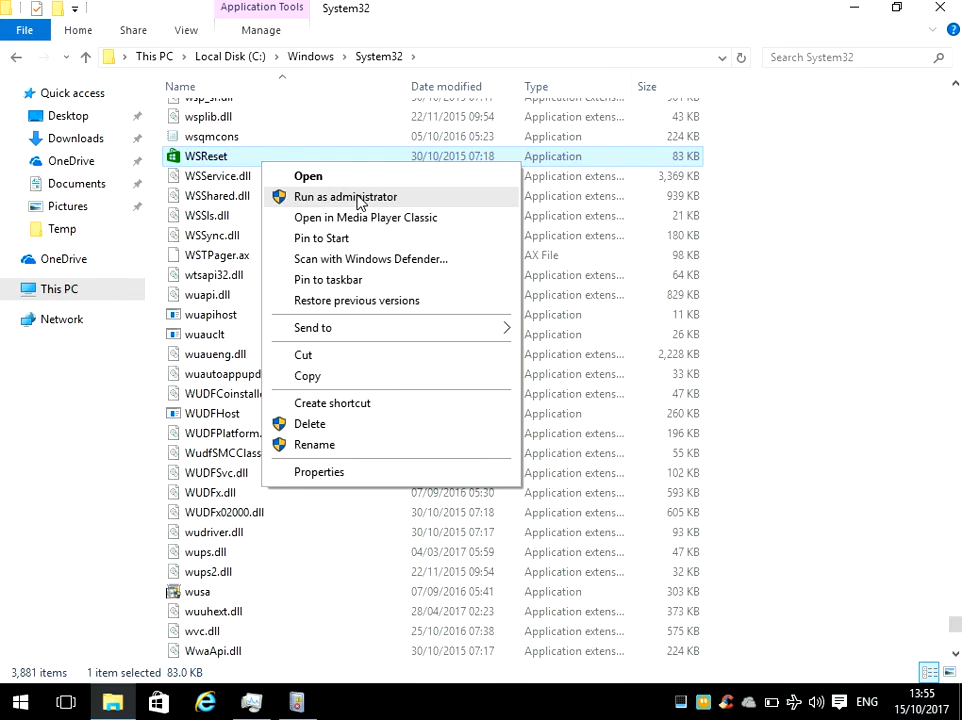 Application Tools
System32
File
Home
Share
View
Manage
This PC
Local Disk (C:)
Windows
System32
Search System32
Name
Date modified
Type
Size
Quick access
Desktop
Downloads
OneDrive
Documents
Pictures
Temp
OneDrive
This PC
Network
wsplib.dll 22/11/2015 09:54 Application extens... 43 KB
wsqmcons 05/10/2016 05:23 Application 224 KB
WSReset 30/10/2015 07:18 Application 83 KB
WSService.dll Application extens... 3,369 KB
WSShared.dll Application extens... 939 KB
WSSls.dll Application extens... 21 KB
WSSync.dll Application extens... 180 KB
WSTPager.ax AX File 98 KB
wtsapi32.dll Application extens... 64 KB
wuapi.dll Application extens... 829 KB
wuapihost Application 11 KB
wuauclt Application 26 KB
wuaueng.dll Application extens... 2,228 KB
wuautoappupd Application extens... 33 KB
WUDFCoinstalle Application extens... 47 KB
WUDFHost Application 260 KB
WUDFPlatform. Application extens... 196 KB
WudfSMCClass Application extens... 55 KB
WUDFSvc.dll Application extens... 102 KB
WUDFx.dll 07/09/2016 05:30 Application extens... 593 KB
WUDFx02000.dll 30/10/2015 07:18 Application extens... 605 KB
wudriver.dll 30/10/2015 07:17 Application extens... 93 KB
wups.dll 04/03/2017 05:59 Application extens... 47 KB
wups2.dll 22/11/2015 09:54 Application extens... 32 KB
wusa 07/09/2016 05:41 Application 303 KB
wuuhext.dll 28/04/2017 02:23 Application extens... 373 KB
wvc.dll 25/10/2016 07:38 Application extens... 575 KB
WwaApi.dll 30/10/2015 07:17 Application extens... 224 KB
Open
Run as administrator
Open in Media Player Classic
Pin to Start
Scan with Windows Defender...
Pin to taskbar
Restore previous versions
Send to
Cut
Copy
Create shortcut
Delete
Rename
Properties
3,881 items
1 item selected 83.0 KB
ENG
13:55
15/10/2017